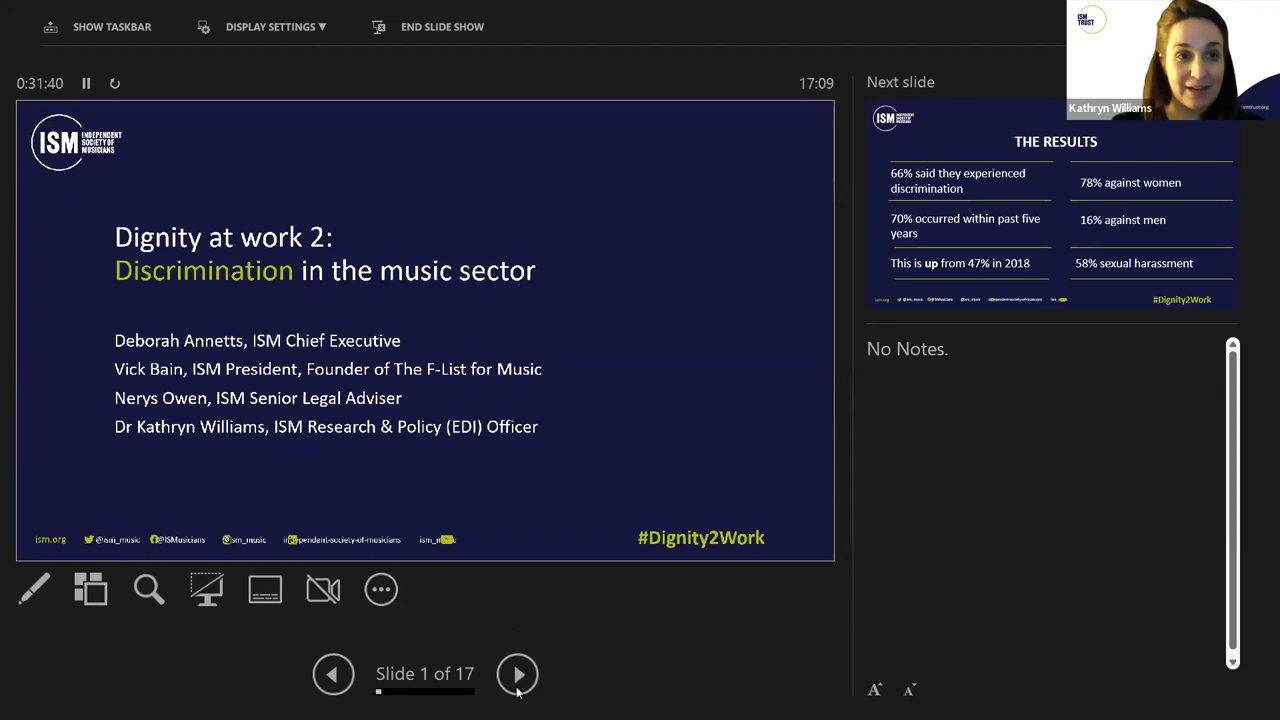 SHOW TASKBAR
DISPLAY SETTINGS ▼
END SLIDE SHOW
ISM
TRUST
Kathryn Williams
0:31:40
17:09
ISM INDEPENDENT
SOCIETY OF
MUSICIANS
Dignity at work 2:
Discrimination in the music sector
Deborah Annetts, ISM Chief Executive
Vick Bain, ISM President, Founder of The F-List for Music
Nerys Owen, ISM Senior Legal Adviser
Dr Kathryn Williams, ISM Research & Policy (EDI) Officer
ism.org @ism_music @ISMusicians
#Dignity2Work
Slide 1 of 17
Next slide
ISM
THE RESULTS
66% said they experienced
discrimination
70% occurred within past five
years
This is up from 47% in 2018
78% against women
16% against men
58% sexual harassment
#Dignity2Work
No Notes.
A A